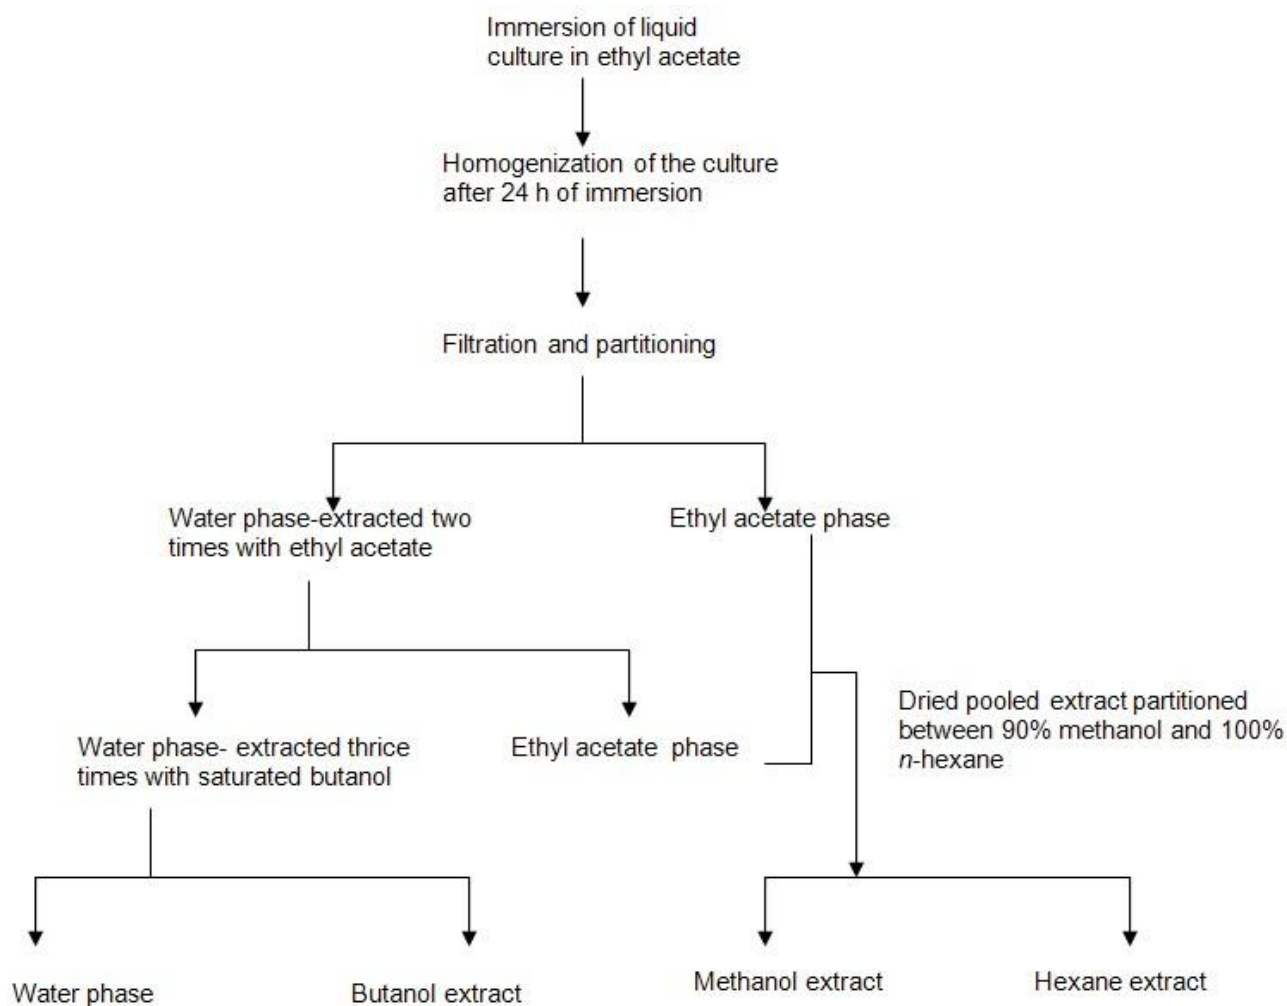 Immersion of liquid
culture in ethyl acetate
Homogenization of the culture
after 24 h of immersion
Filtration and partitioning
Water phase-extracted two
times with ethyl acetate
Ethyl acetate phase
Water phase- extracted thrice
times with saturated butanol
Ethyl acetate phase
Dried pooled extract partitioned
between 90% methanol and 100%
n-hexane
Water phase
Butanol extract
Methanol extract
Hexane extract